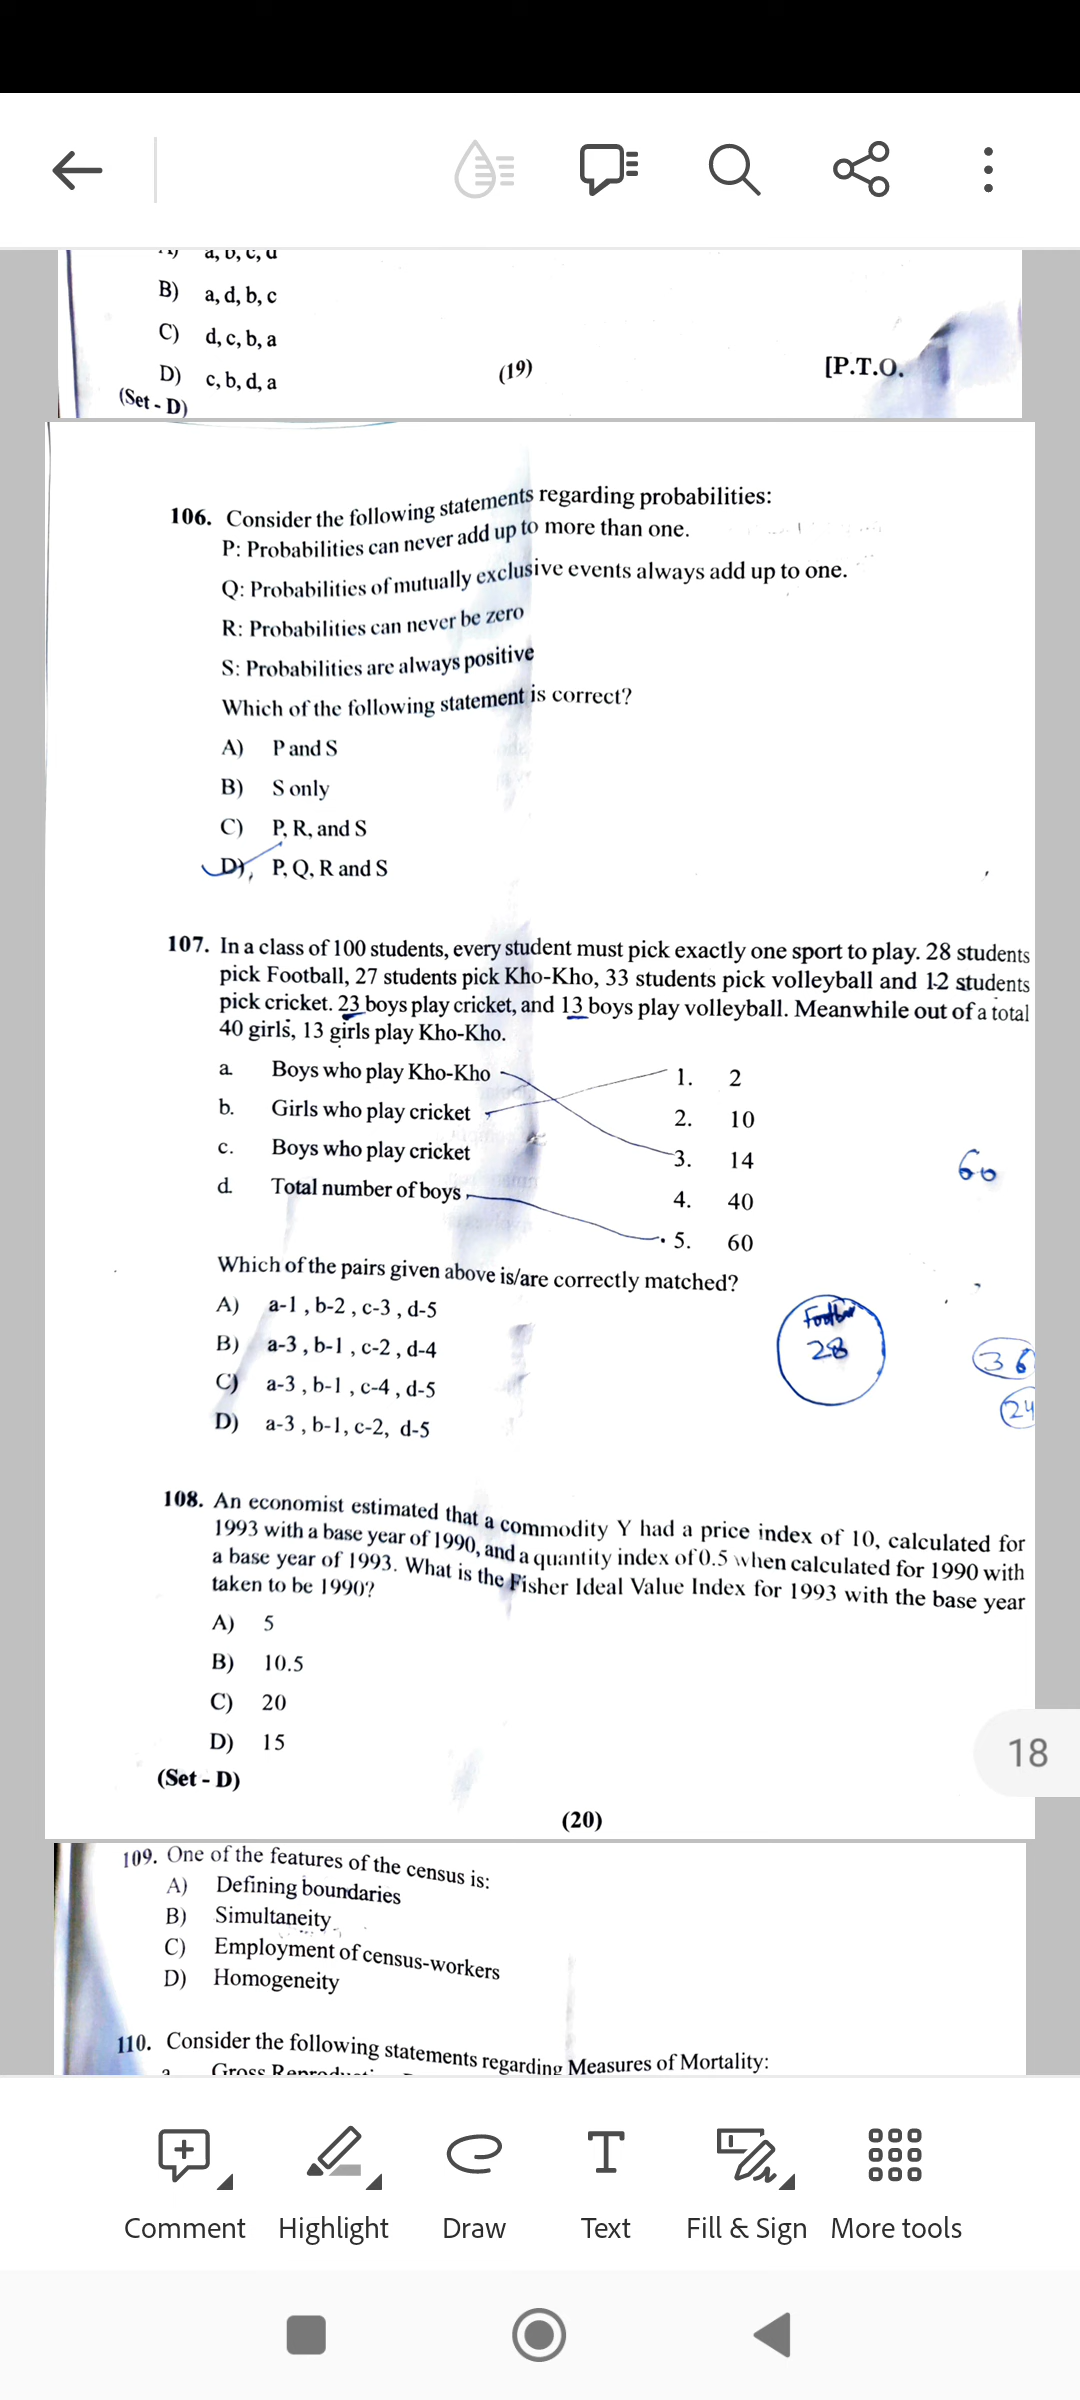 a, b, c, d
B) a, d, b, c
C) d, c, b, a
D) c, b, d, a
(Set - D)
(19)
[P.T.O.
106. Consider the following statements regarding probabilities:
P: Probabilities can never add up to more than one.
Q: Probabilities of mutually exclusive events always add up to one.
R: Probabilities can never be zero
S: Probabilities are always positive
Which of the following statement is correct?
A) P and S
B) S only
C) P, R, and S
D) P, Q, R and S
107. In a class of 100 students, every student must pick exactly one sport to play. 28 students
pick Football, 27 students pick Kho-Kho, 33 students pick volleyball and 12 students
pick cricket. 23 boys play cricket, and 13 boys play volleyball. Meanwhile out of a total
40 girls, 13 girls play Kho-Kho.
a. Boys who play Kho-Kho 1. 2
b. Girls who play cricket 2. 10
c. Boys who play cricket 3. 14
d. Total number of boys 4. 40
5. 60
60
Which of the pairs given above is/are correctly matched?
A) a-1 , b-2 , c-3 , d-5
B) a-3 , b-1 , c-2 , d-4
C) a-3 , b-1 , c-4 , d-5
D) a-3 , b-1, c-2, d-5
28
36
24
108. An economist estimated that a commodity Y had a price index of 10, calculated for
1993 with a base year of 1990, and a quantity index of 0.5 when calculated for 1990 with
a base year of 1993. What is the Fisher Ideal Value Index for 1993 with the base year
taken to be 1990?
A) 5
B) 10.5
C) 20
D) 15
(Set - D)
(20)
18
109. One of the features of the census is:
A) Defining boundaries
B) Simultaneity
C) Employment of census-workers
D) Homogeneity
110. Consider the following statements regarding Measures of Mortality:
Gross
Comment Highlight Draw Text Fill & Sign More tools